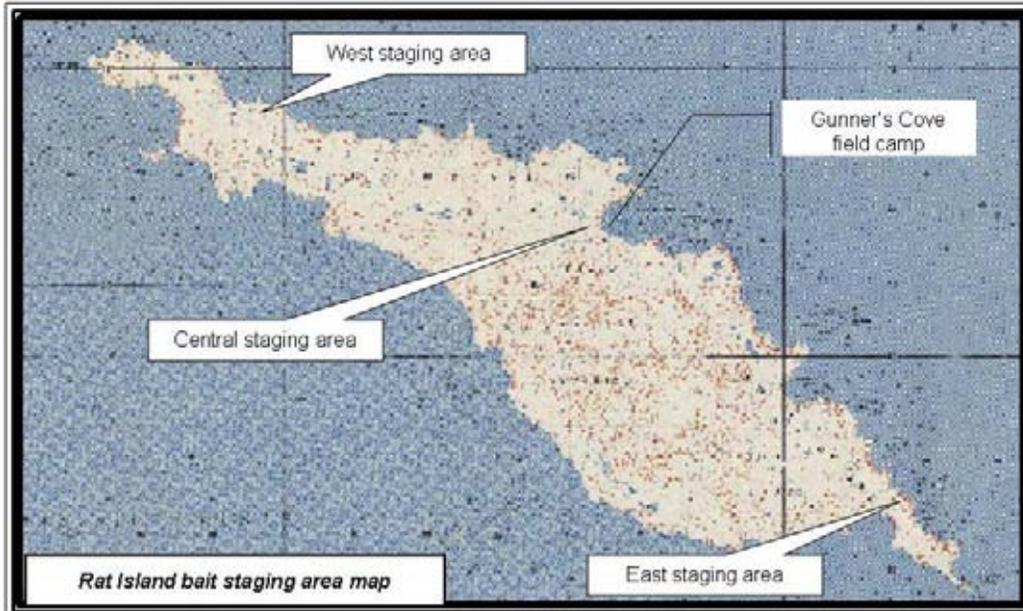 West staging area
Gunner's Cove
field camp
Central staging area
East staging area
Rat Island bait staging area map